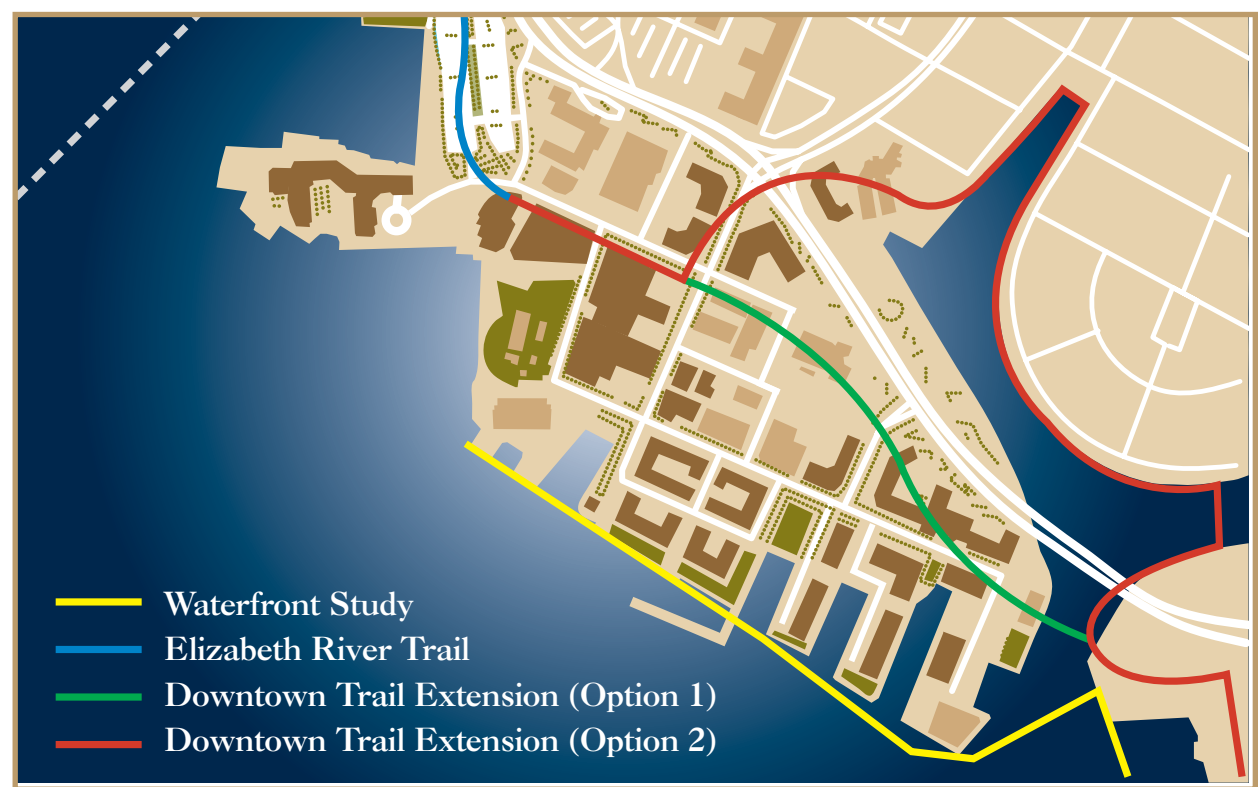 Waterfront Study
Elizabeth River Trail
Downtown Trail Extension (Option 1)
Downtown Trail Extension (Option 2)